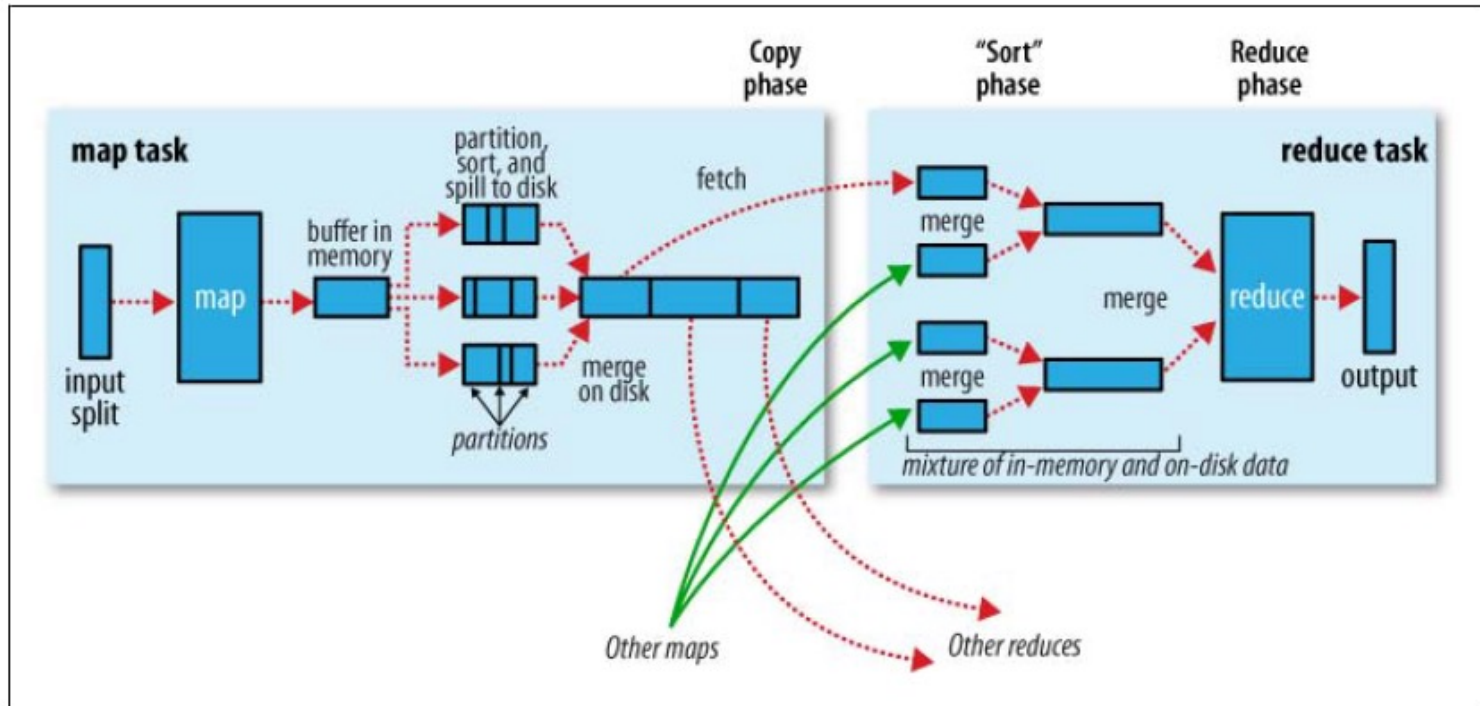 Copy
phase
“Sort”
phase
Reduce
phase
map task
partition,
sort, and
spill to disk
fetch
reduce task
buffer in
memory
merge
map
merge
reduce
input
split
merge
on disk
merge
output
partitions
mixture of in-memory and on-disk data
Other maps
Other reduces